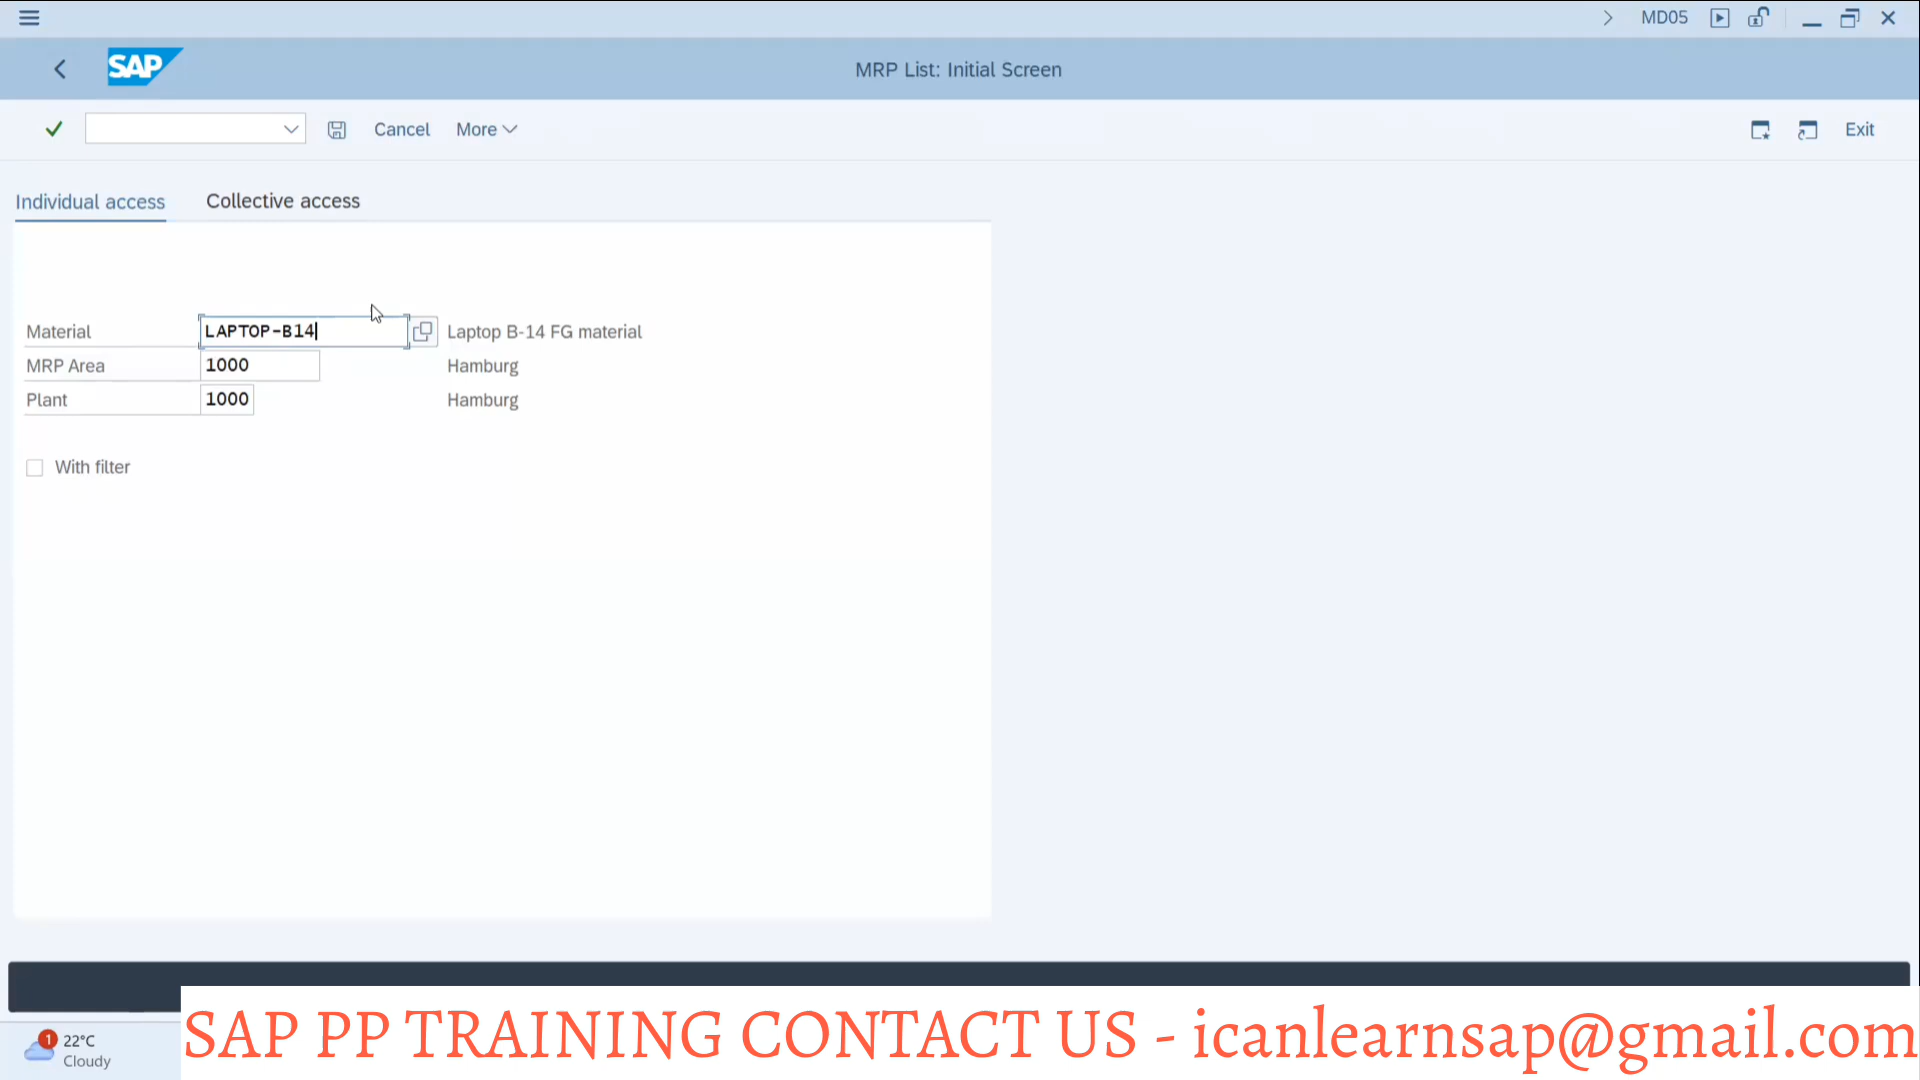 MD05
SAP
MRP List: Initial Screen
Cancel More
Exit
Individual access Collective access
Material LAPTOP-B14 Laptop B-14 FG material
MRP Area 1000 Hamburg
Plant 1000 Hamburg
With filter
1
22°C
Cloudy
SAP PP TRAINING CONTACT US - icanlearnsap@gmail.com